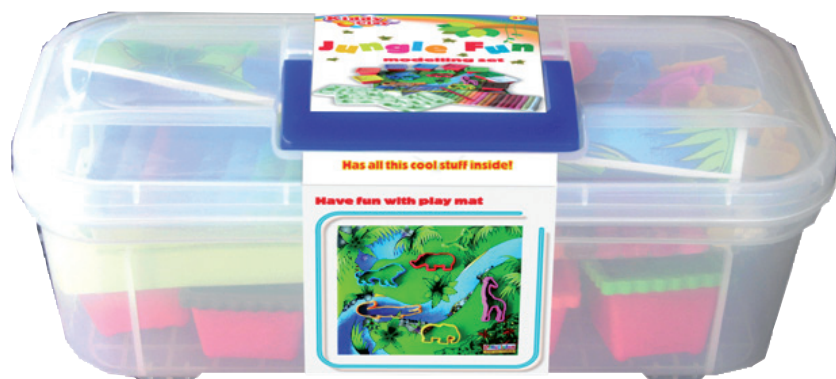 Jungle Fun
modelling set
Has all this cool stuff inside!
Have fun with play mat